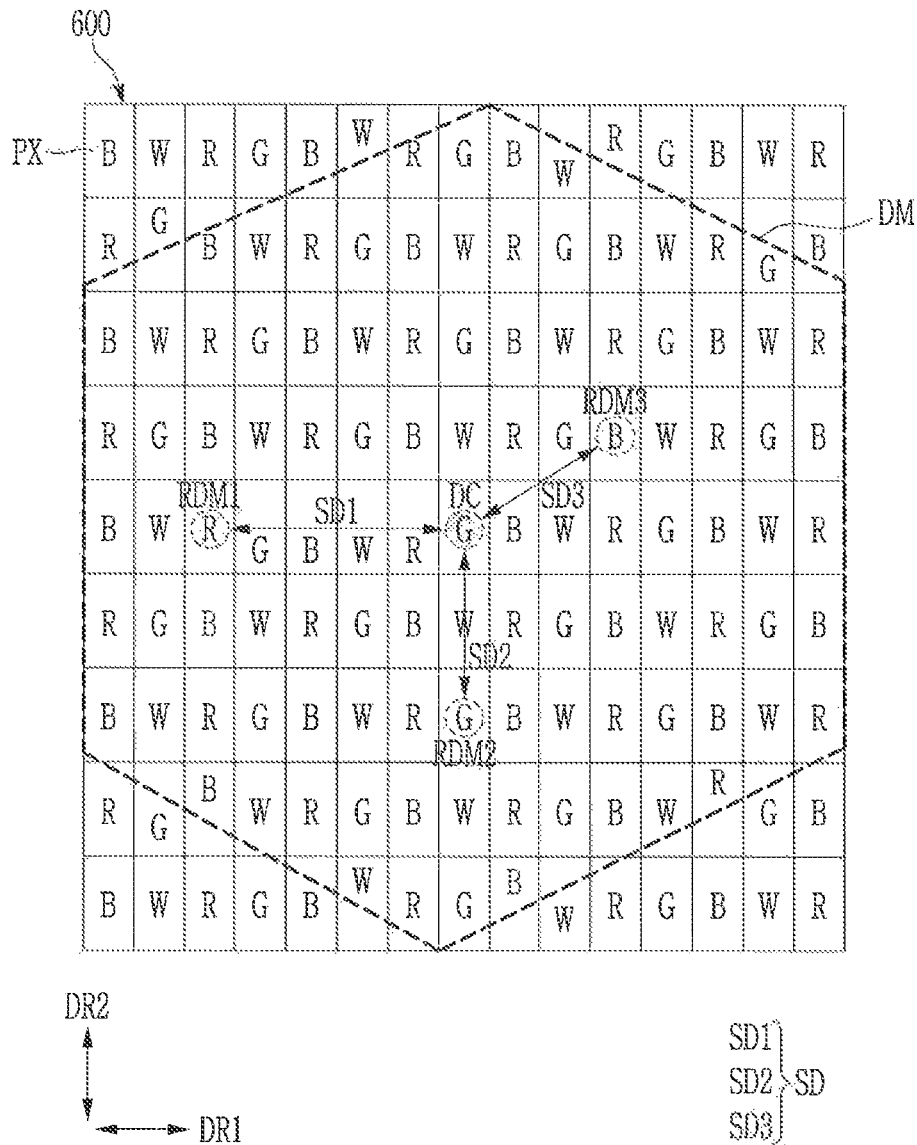 600
PX
B W R G B W R G B W R G B W R
DM
R G B W R G B W R G B W R G B
B W R G B W R G B W R G B W R
RDM3
R G B W R G B W R G B W R G B
RDM1 SD1 DC SD3
B W R G B W R G B W R G B W R
R G B W R G B W R G B W R G B
SD2
B W R G B W R G B W R G B W R
RDM2
R G B W R G B W R G B W R G B
B W R G B W R G B W R G B W R
DR2
DR1
SD1
SD2
SD3
SD